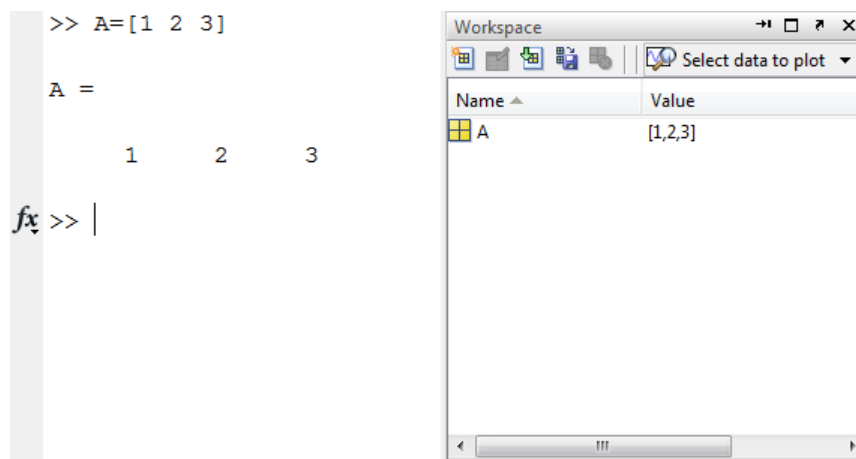 >> A=[1 2 3]
A =
1 2 3
fx >>
Workspace
Select data to plot
Name Value
A [1,2,3]